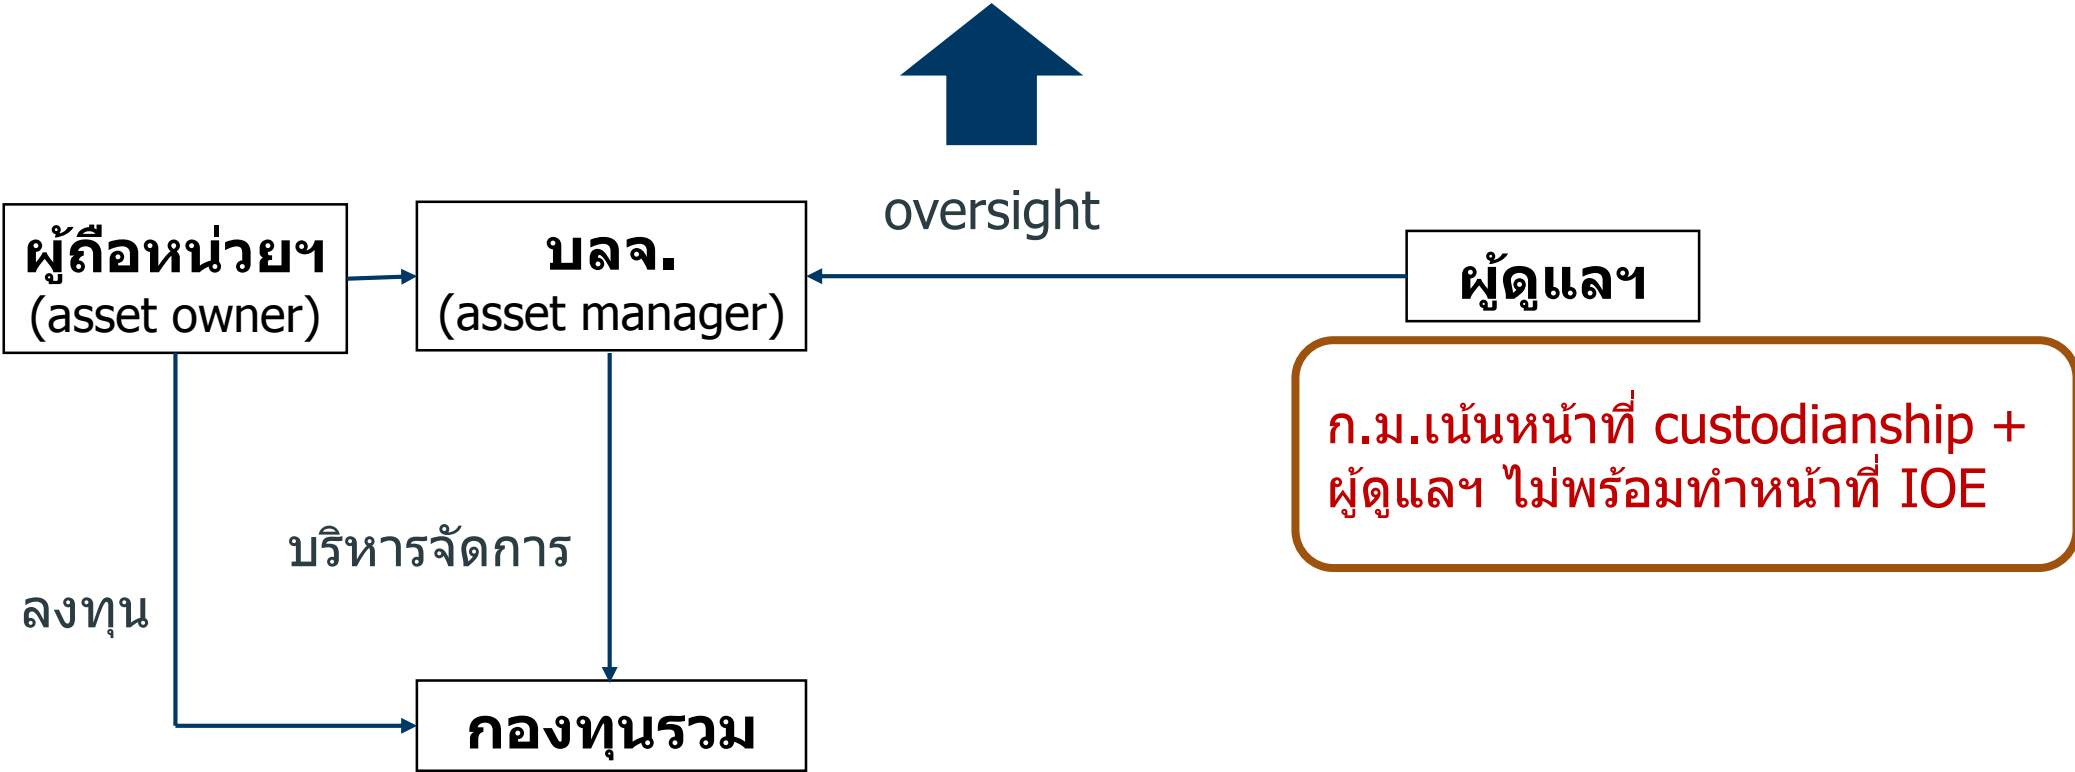 oversight
ผู้ถือหน่วยฯ
(asset owner)
บลจ.
(asset manager)
ผู้ดูแลฯ
ก.ม.เน้นหน้าที่ custodianship +
ผู้ดูแลฯ ไม่พร้อมทำหน้าที่ IOE
บริหารจัดการ
ลงทุน
กองทุนรวม